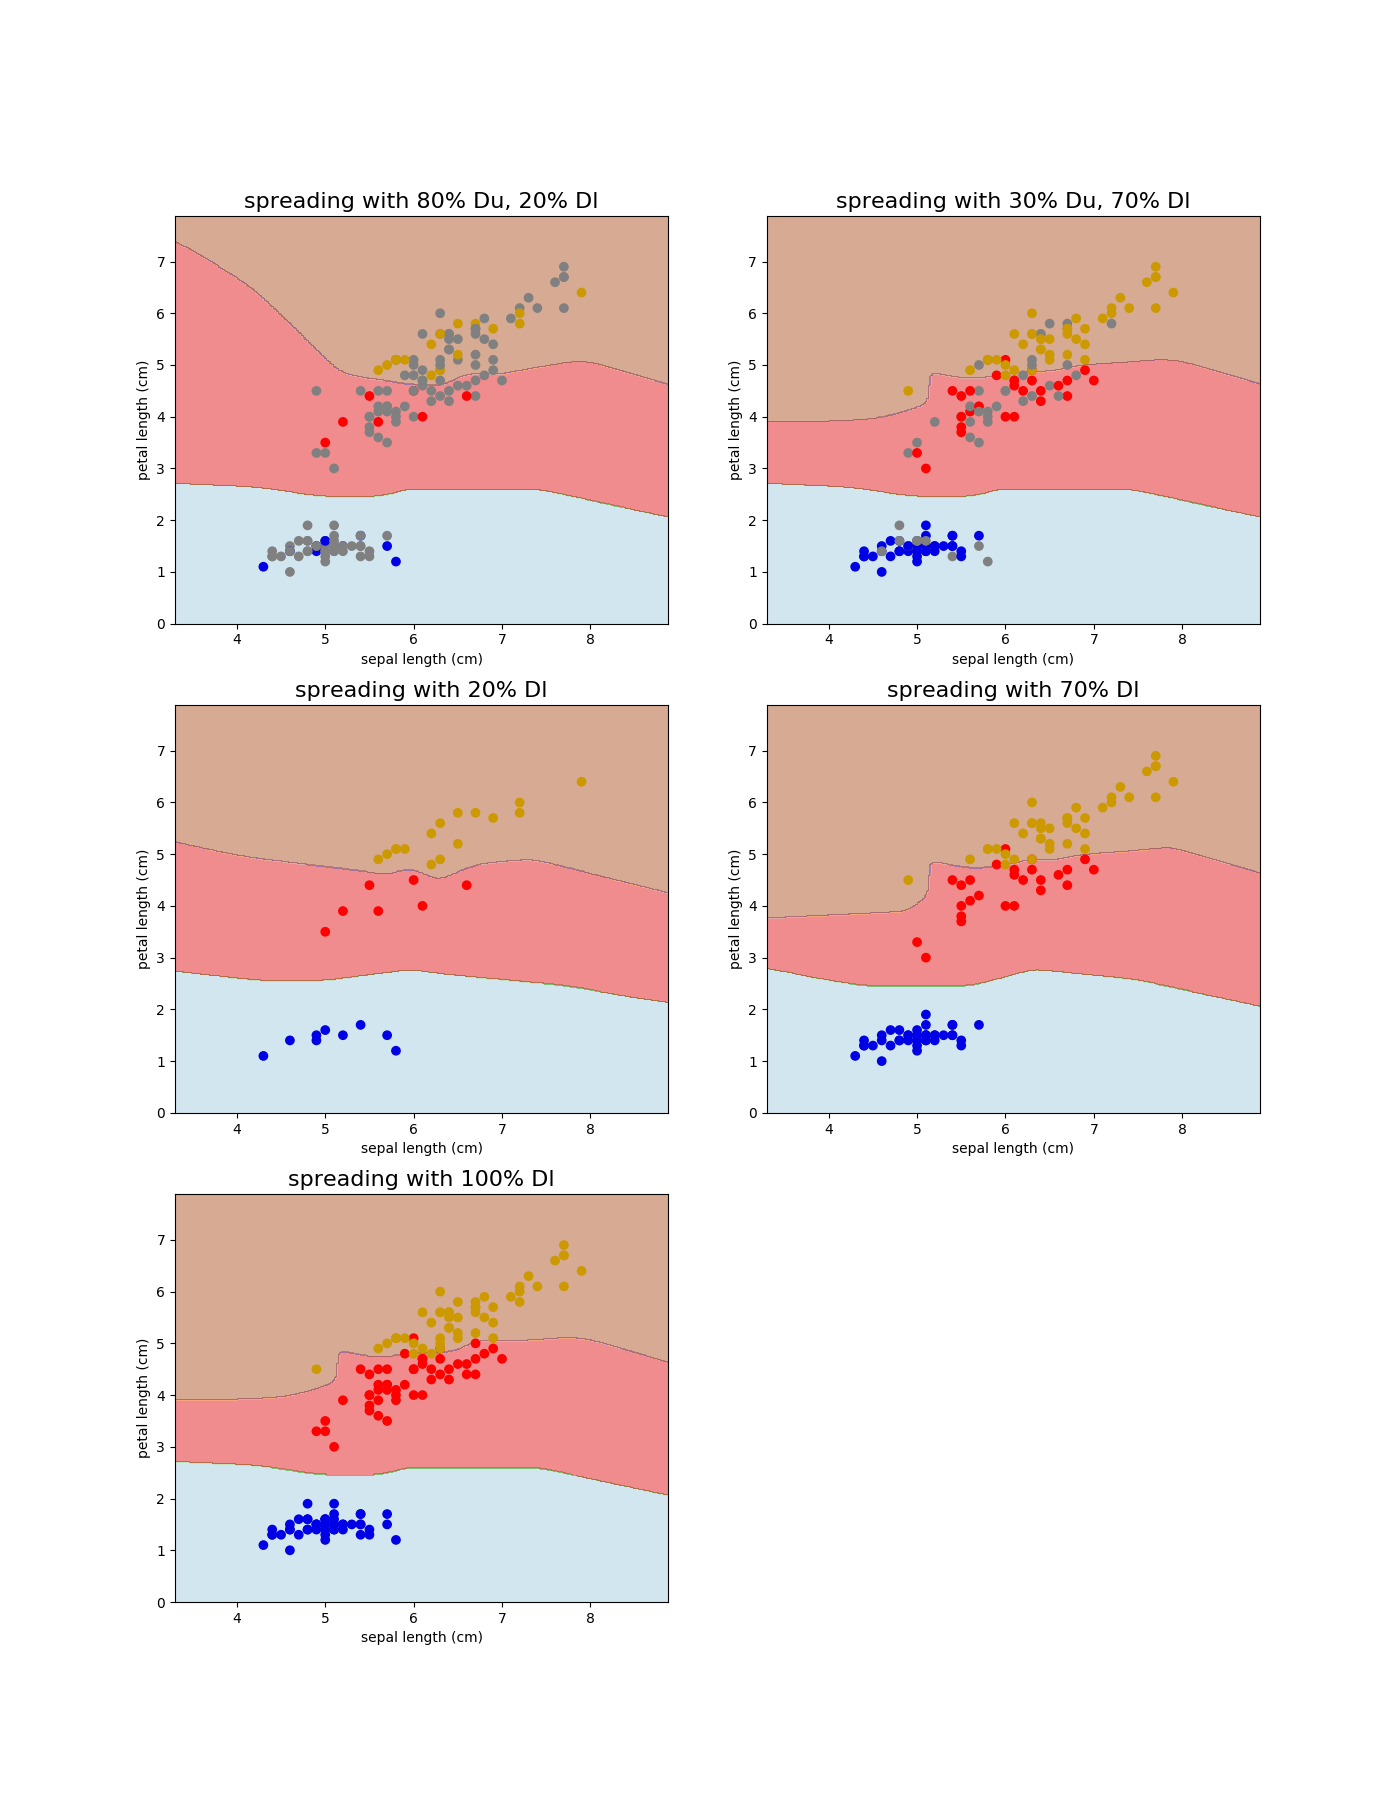 spreading with 80% Du, 20% Dl
spreading with 30% Du, 70% Dl
petal length (cm)
7
6
5
4
3
2
1
0
4 5 6 7 8
sepal length (cm)
petal length (cm)
7
6
5
4
3
2
1
0
4 5 6 7 8
sepal length (cm)
spreading with 20% Dl
spreading with 70% Dl
petal length (cm)
7
6
5
4
3
2
1
0
4 5 6 7 8
sepal length (cm)
petal length (cm)
7
6
5
4
3
2
1
0
4 5 6 7 8
sepal length (cm)
spreading with 100% Dl
petal length (cm)
7
6
5
4
3
2
1
0
4 5 6 7 8
sepal length (cm)